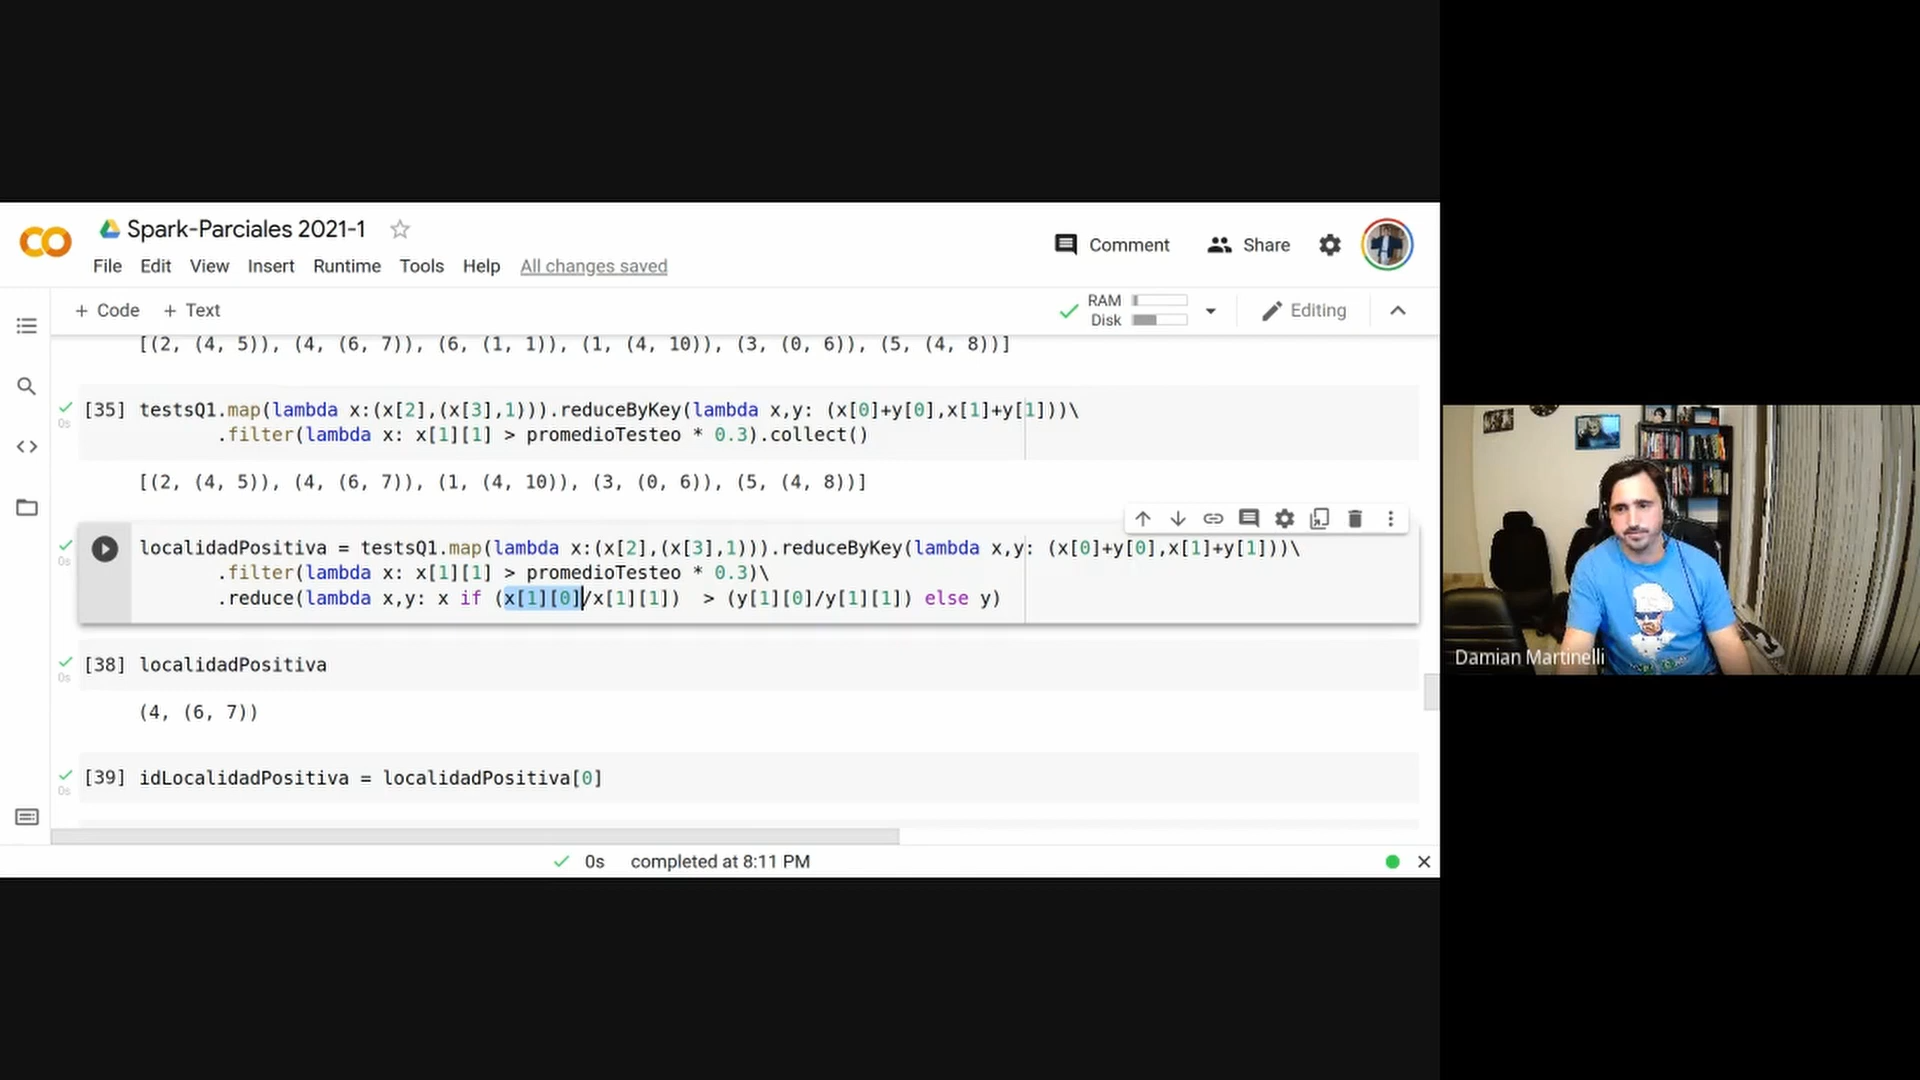 Spark-Parciales 2021-1
Comment
Share
File Edit View Insert Runtime Tools Help All changes saved
+ Code + Text
RAM
Disk
Editing
[(2, (4, 5)), (4, (6, 7)), (6, (1, 1)), (1, (4, 10)), (3, (0, 6)), (5, (4, 8))]
[35] testsQ1.map(lambda x:(x[2],(x[3],1))).reduceByKey(lambda x,y: (x[0]+y[0],x[1]+y[1]))\
0s
.filter(lambda x: x[1][1] > promedioTesteo * 0.3).collect()
[(2, (4, 5)), (4, (6, 7)), (1, (4, 10)), (3, (0, 6)), (5, (4, 8))]
localidadPositiva = testsQ1.map(lambda x:(x[2],(x[3],1))).reduceByKey(lambda x,y: (x[0]+y[0],x[1]+y[1]))\
0s
.filter(lambda x: x[1][1] > promedioTesteo * 0.3)\
.reduce(lambda x,y: x if (x[1][0]/x[1][1])  > (y[1][0]/y[1][1]) else y)
[38] localidadPositiva
0s
(4, (6, 7))
[39] idLocalidadPositiva = localidadPositiva[0]
0s
0s completed at 8:11 PM
Damian Martinelli